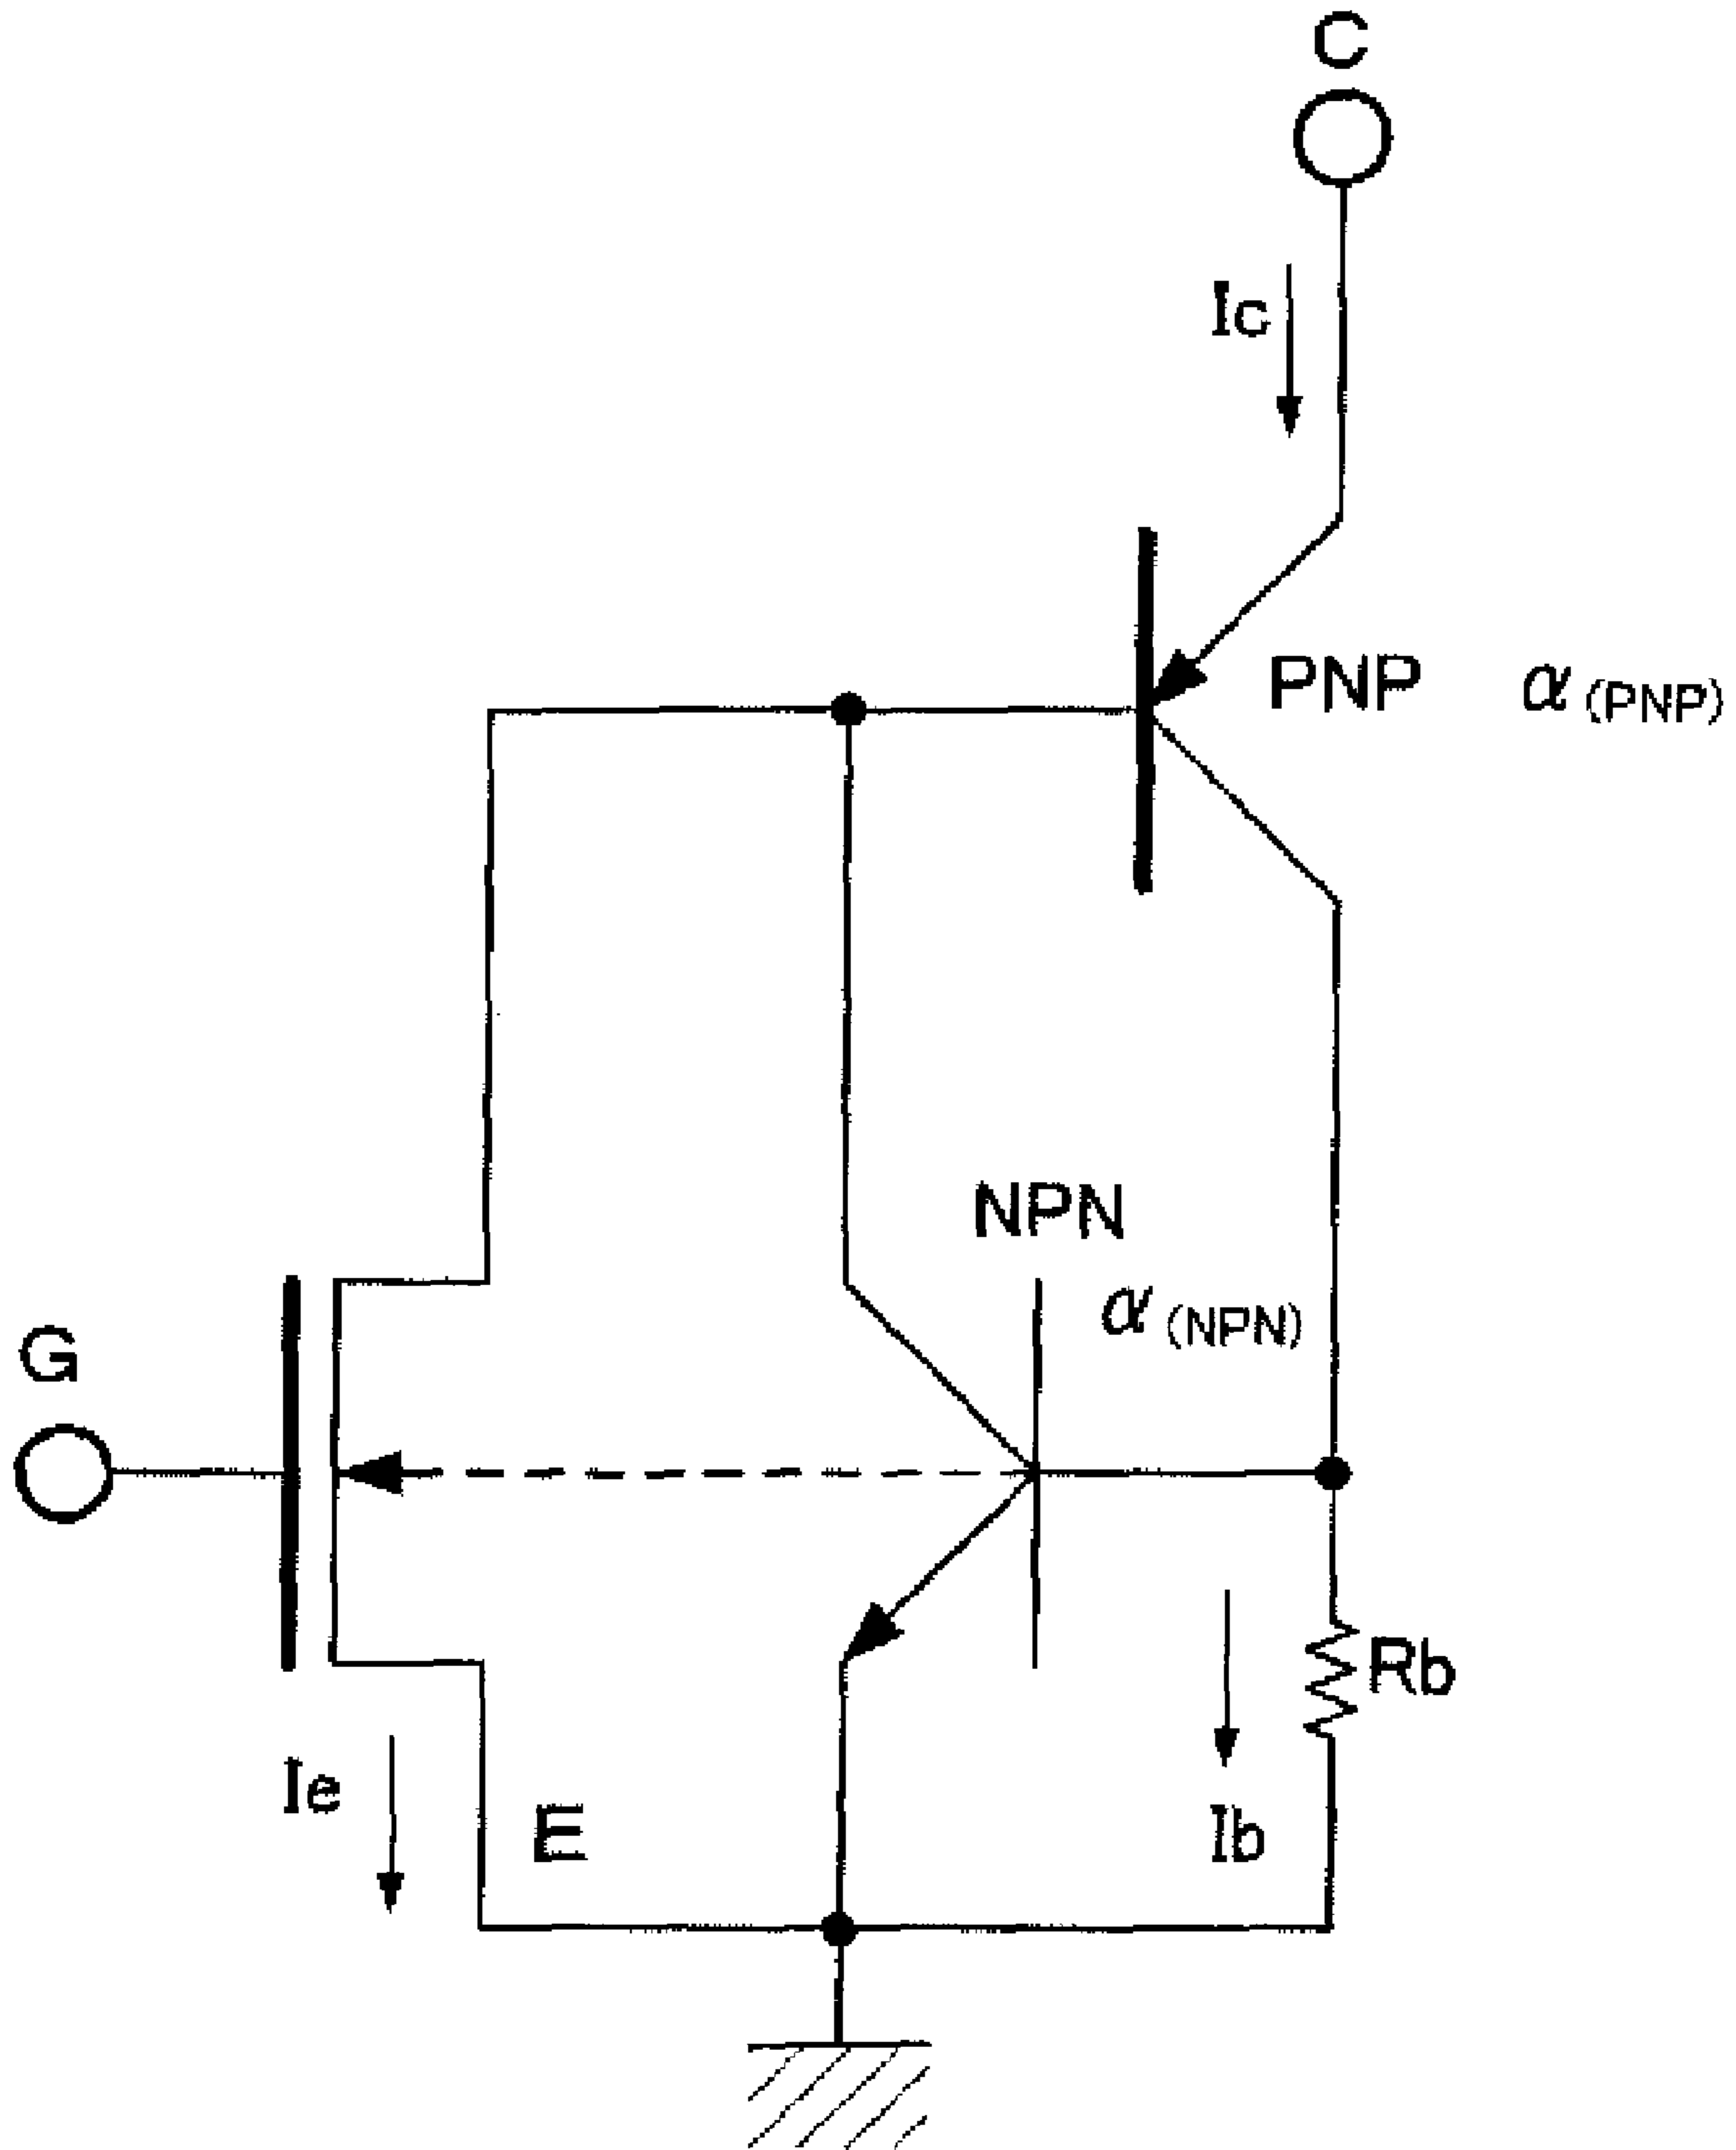 C
Ic
PNP α(PNP)
NPN
α(NPN)
G
Rb
Ie
E
Ib